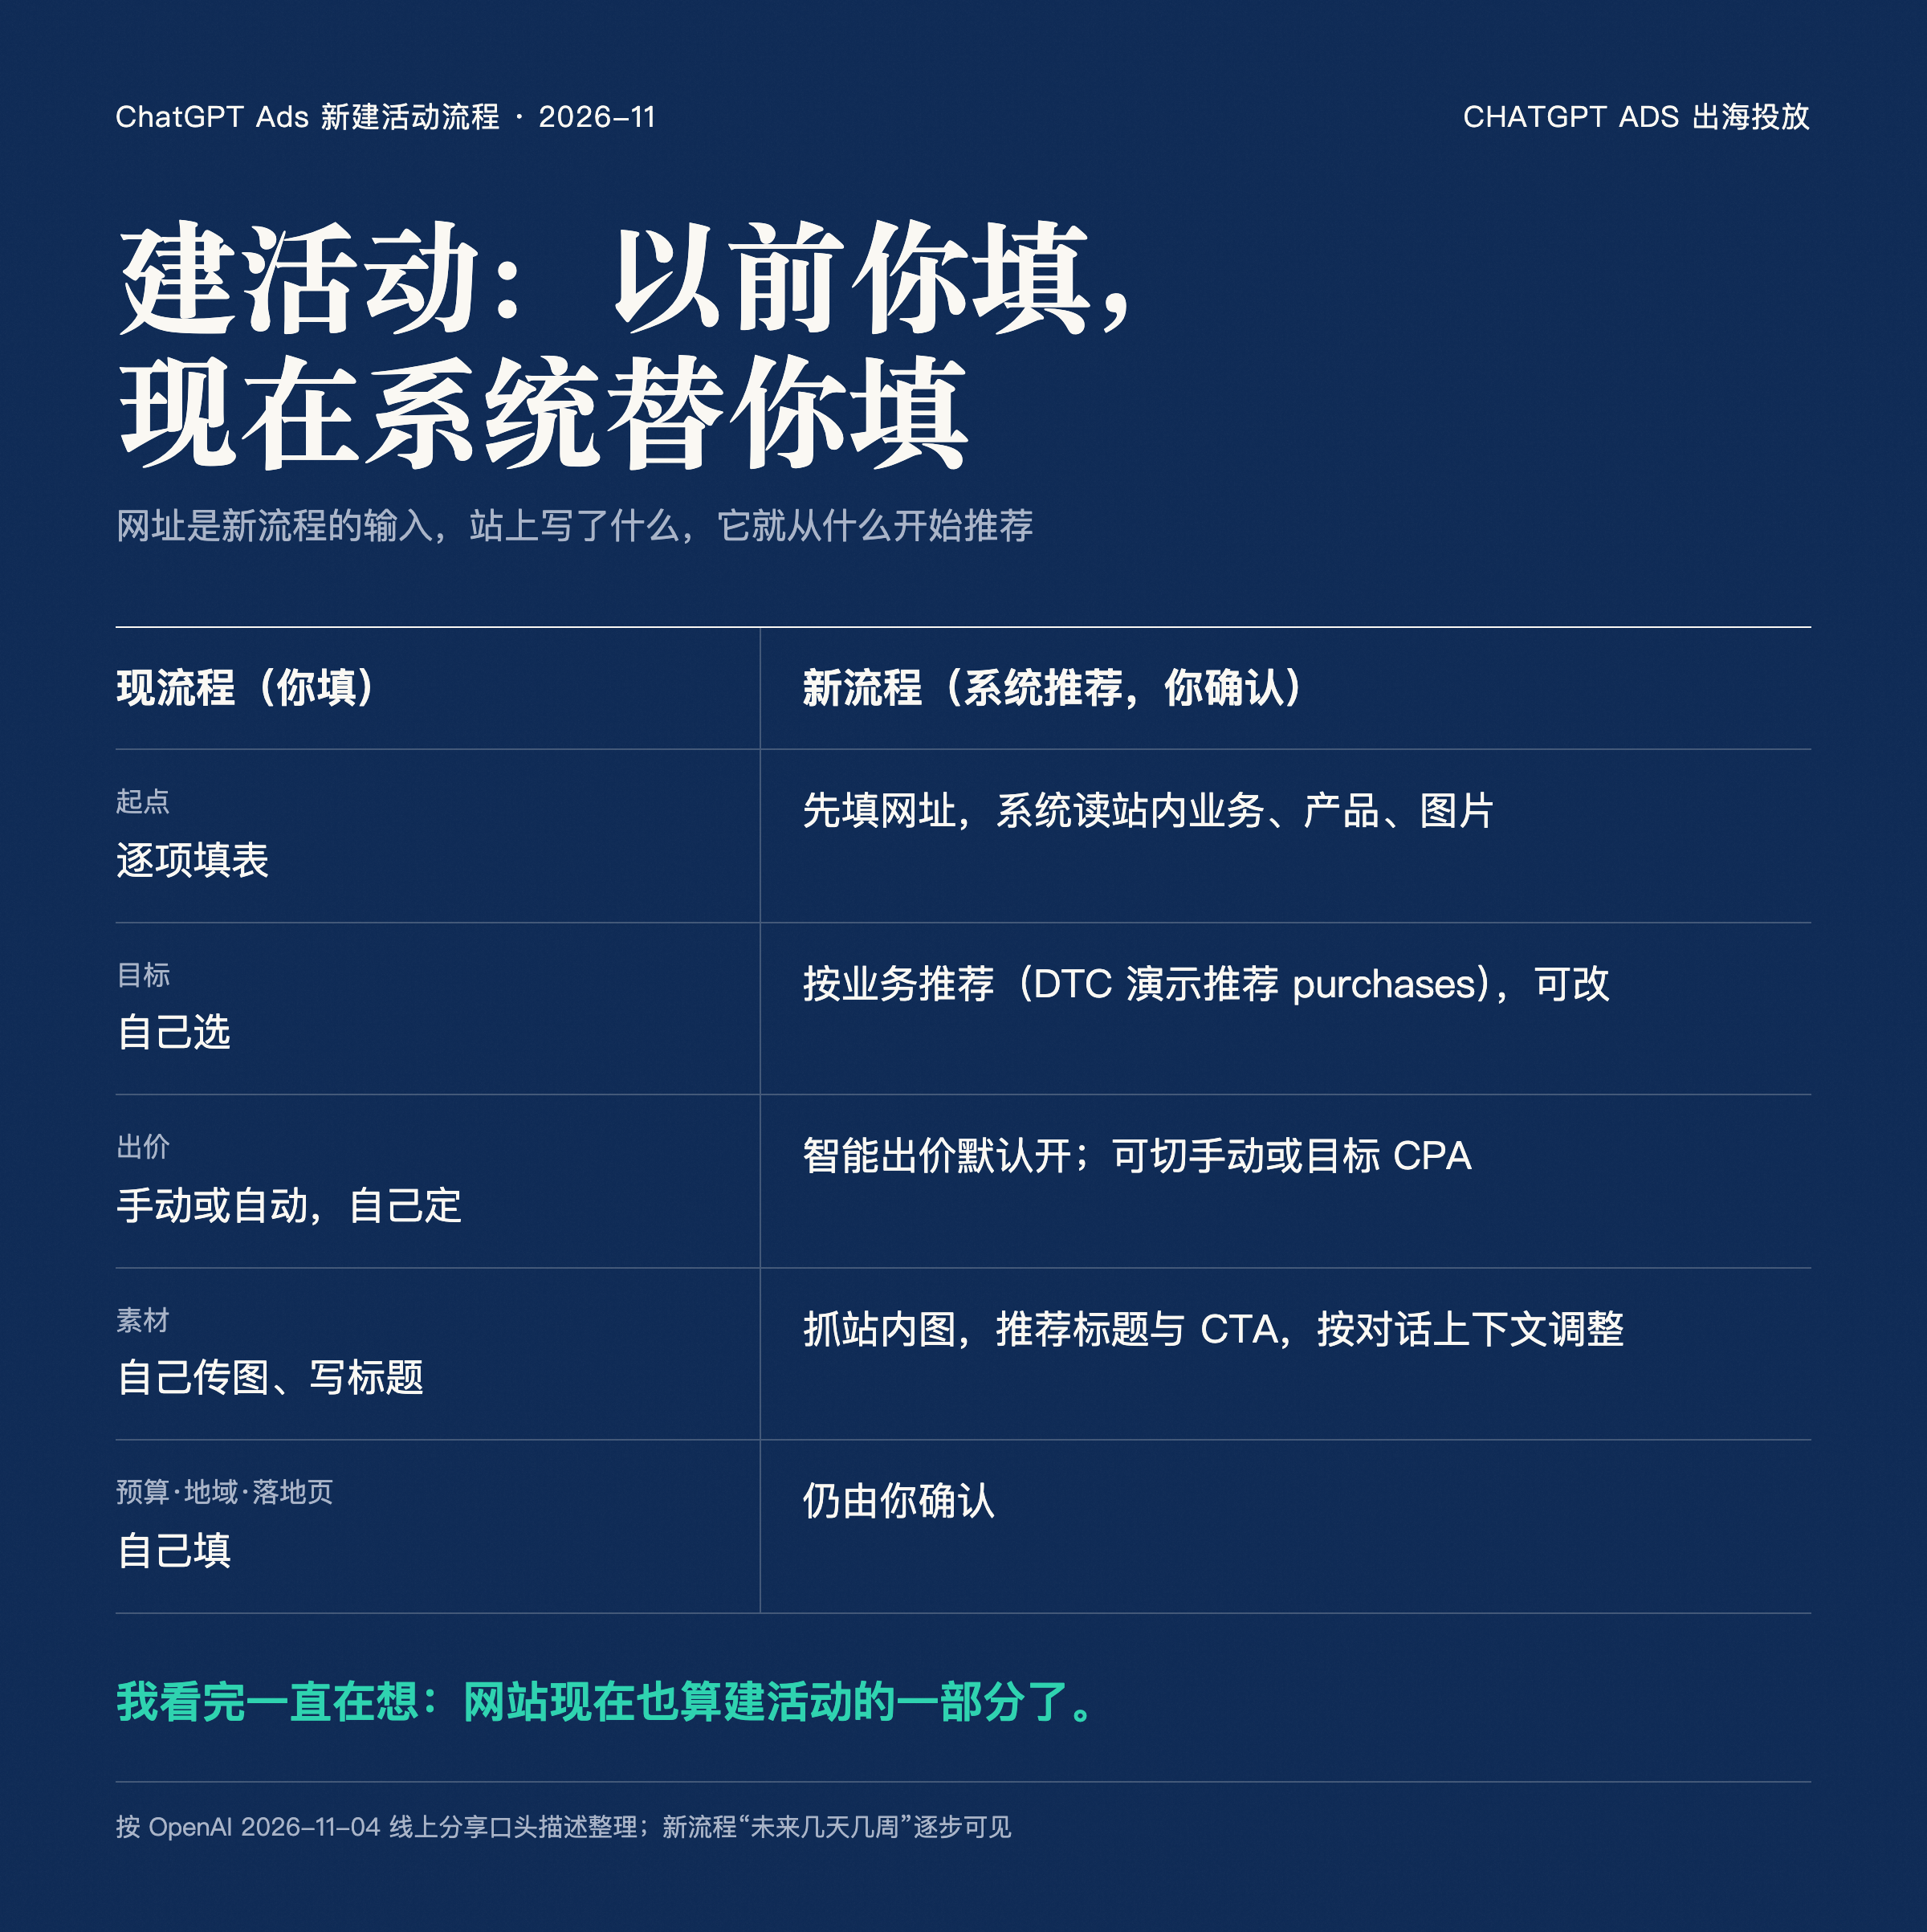 ChatGPT Ads 新建活动流程 · 2026–11
CHATGPT ADS 出海投放
建活动：以前你填，
现在系统替你填
网址是新流程的输入，站上写了什么，它就从什么开始推荐
现流程（你填）
新流程（系统推荐，你确认）
起点
逐项填表
先填网址，系统读站内业务、产品、图片
目标
自己选
按业务推荐（DTC 演示推荐 purchases），可改
出价
手动或自动，自己定
智能出价默认开；可切手动或目标 CPA
素材
自己传图、写标题
抓站内图，推荐标题与 CTA，按对话上下文调整
预算·地域·落地页
自己填
仍由你确认
我看完一直在想：网站现在也算建活动的一部分了。
按 OpenAI 2026–11–04 线上分享口头描述整理；新流程“未来几天几周”逐步可见